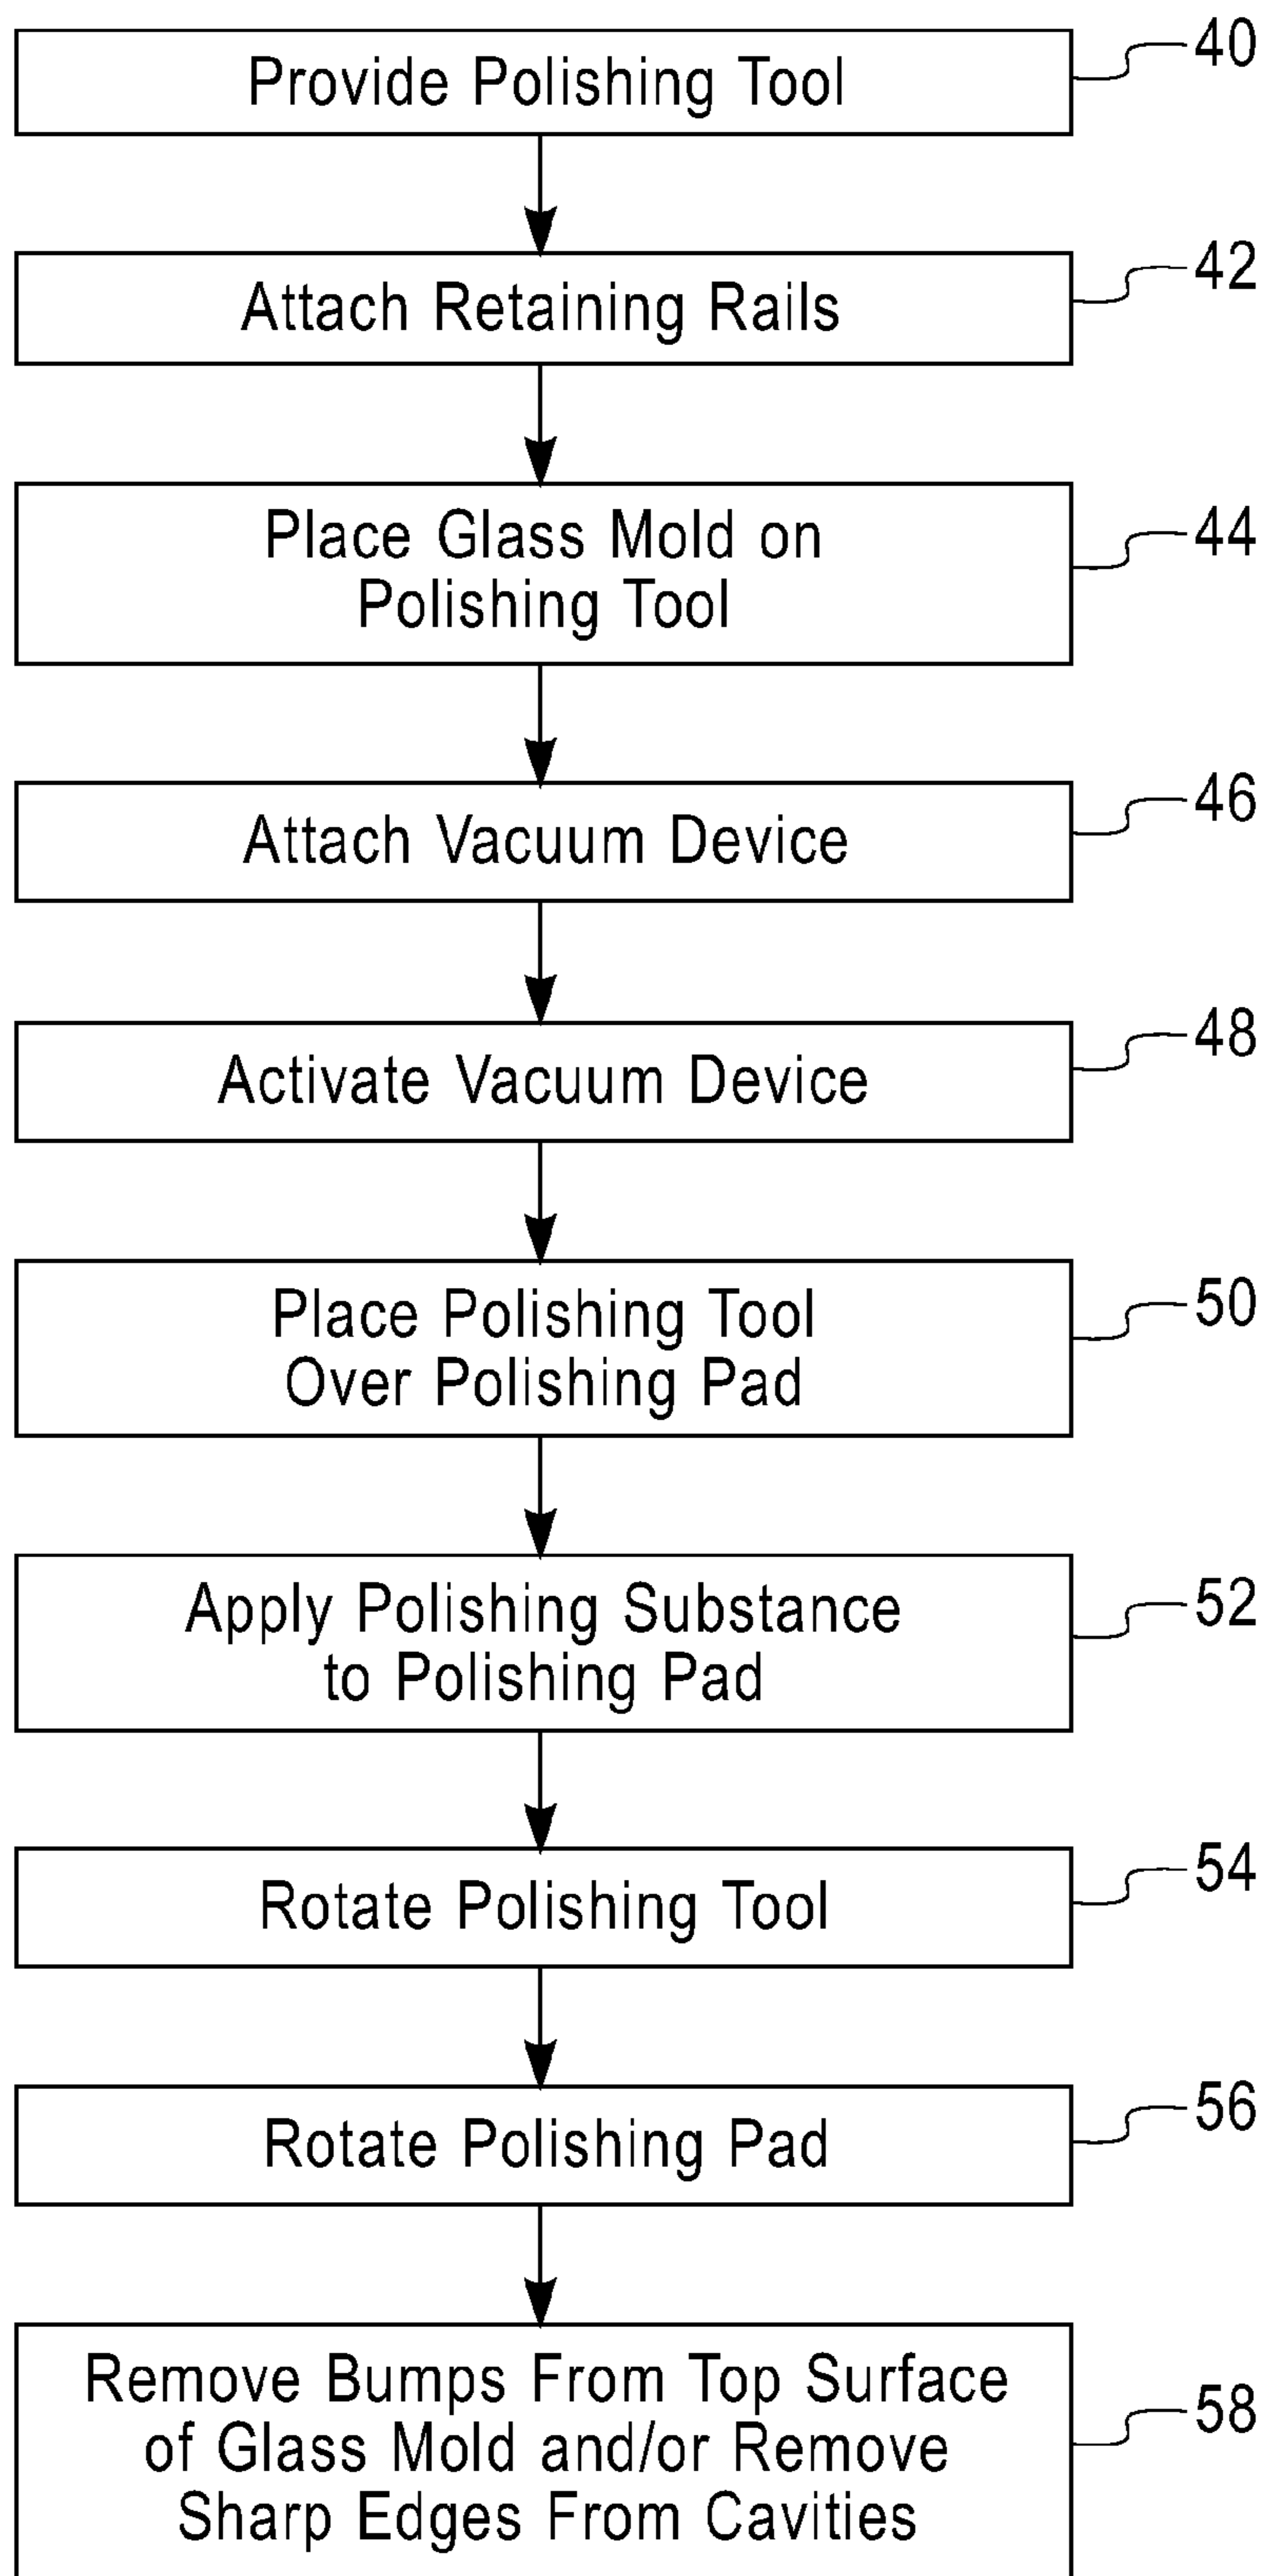 Provide Polishing Tool
40
Attach Retaining Rails
42
Place Glass Mold on
Polishing Tool
44
Attach Vacuum Device
46
Activate Vacuum Device
48
Place Polishing Tool
Over Polishing Pad
50
Apply Polishing Substance
to Polishing Pad
52
Rotate Polishing Tool
54
Rotate Polishing Pad
56
Remove Bumps From Top Surface
of Glass Mold and/or Remove
Sharp Edges From Cavities
58